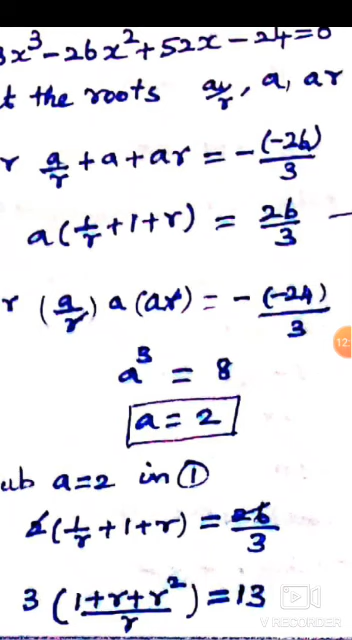 3x³-26x²+52x-24=0
t the roots a/r, a, ar
r a/r + a + ar = -(-26)/3
a(1/r+1+r) = 26/3 —
r (a/r) a (ar) = -(-24)/3
12:
a³ = 8
a = 2
ub a=2 in ①
2(1/r+1+r) = 26/3
3 (1+r+r²/r) = 13
V RECORDER